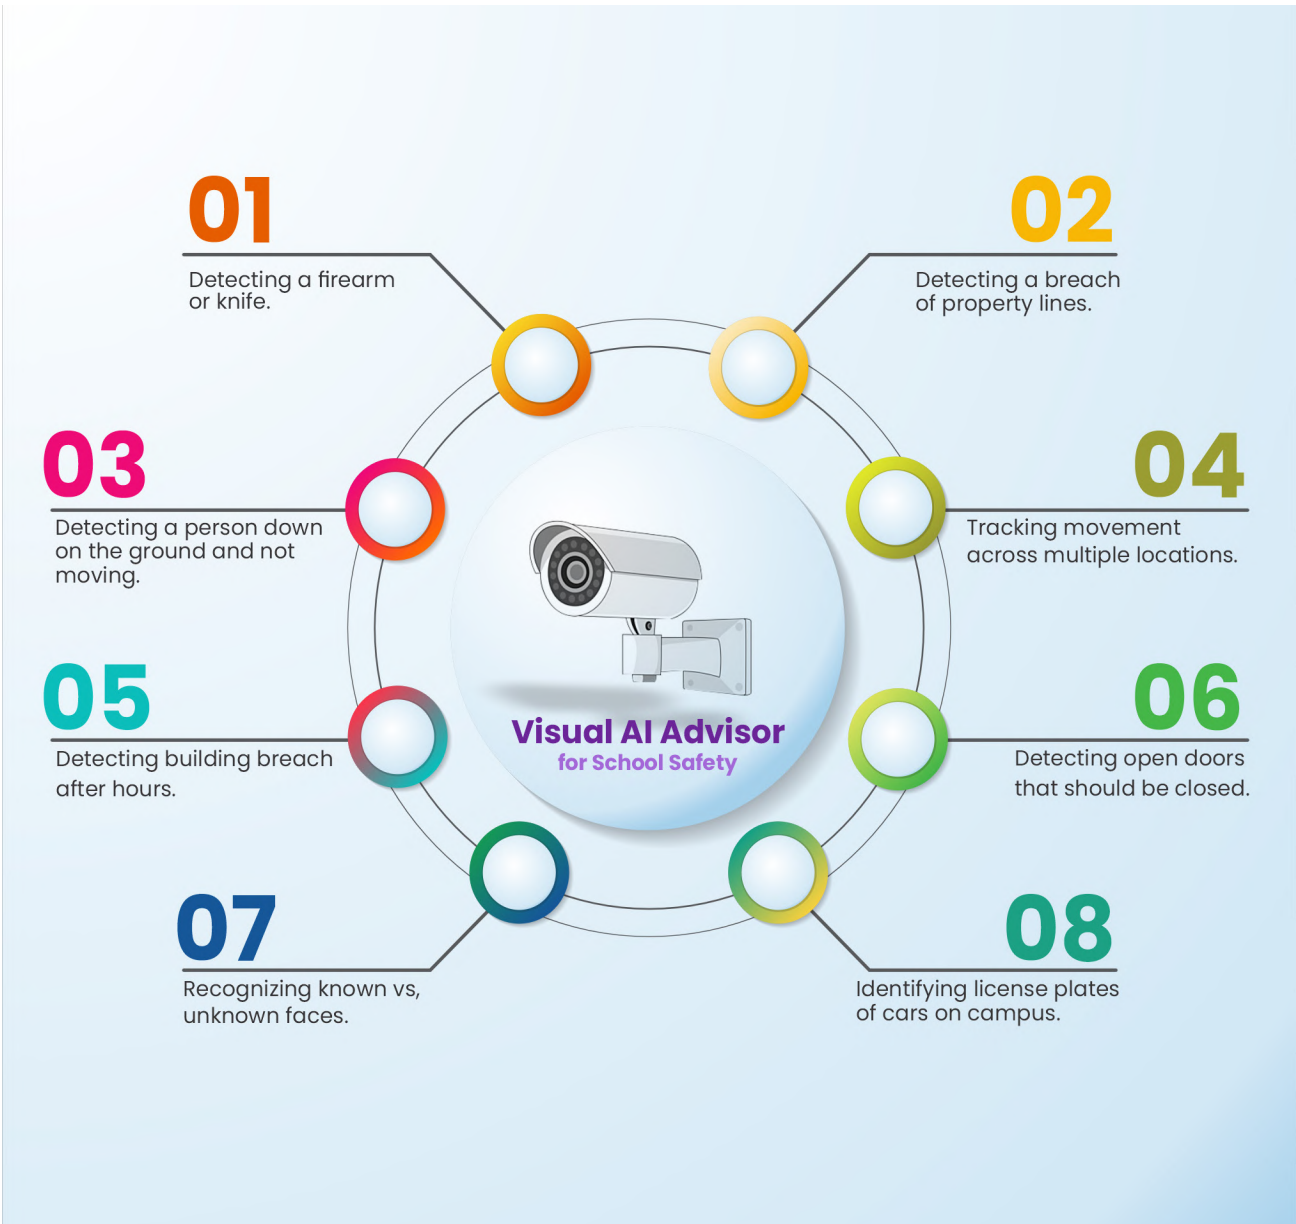 01
Detecting a firearm
or knife.
02
Detecting a breach
of property lines.
03
Detecting a person down
on the ground and not
moving.
04
Tracking movement
across multiple locations.
Visual AI Advisor
for School Safety
05
Detecting building breach
after hours.
06
Detecting open doors
that should be closed.
07
Recognizing known vs,
unknown faces.
08
Identifying license plates
of cars on campus.